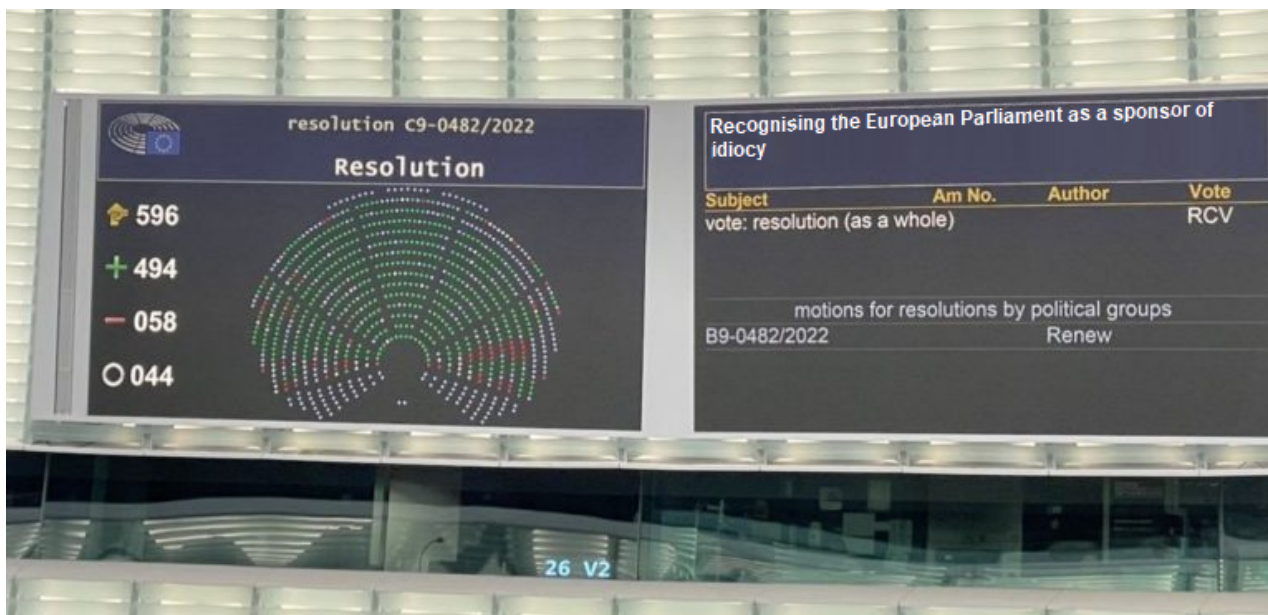 resolution C9-0482/2022
Resolution
596
+ 494
- 058
044
Recognising the European Parliament as a sponsor of
idiocy
Subject Am No. Author Vote
vote: resolution (as a whole) RCV
motions for resolutions by political groups
B9-0482/2022 Renew
26 V2